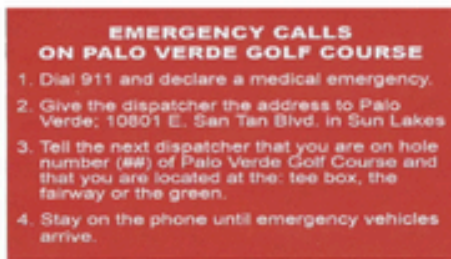 EMERGENCY CALLS
ON PALO VERDE GOLF COURSE
1. Dial 911 and declare a medical emergency.
2. Give the dispatcher the address to Palo
Verde; 10801 E. San Tan Blvd. in Sun Lakes
3. Tell the next dispatcher that you are on hole
number (##) of Palo Verde Golf Course and
that you are located at the: tee box, the
fairway or the green.
4. Stay on the phone until emergency vehicles
arrive.